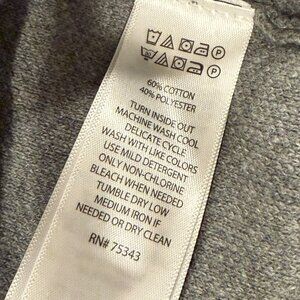 60% COTTON
40% POLYESTER
TURN INSIDE OUT
MACHINE WASH COOL
DELICATE CYCLE
WASH WITH LIKE COLORS
USE MILD DETERGENT
ONLY NON-CHLORINE
BLEACH WHEN NEEDED
TUMBLE DRY LOW
MEDIUM IRON IF
NEEDED OR DRY CLEAN
RN# 75343